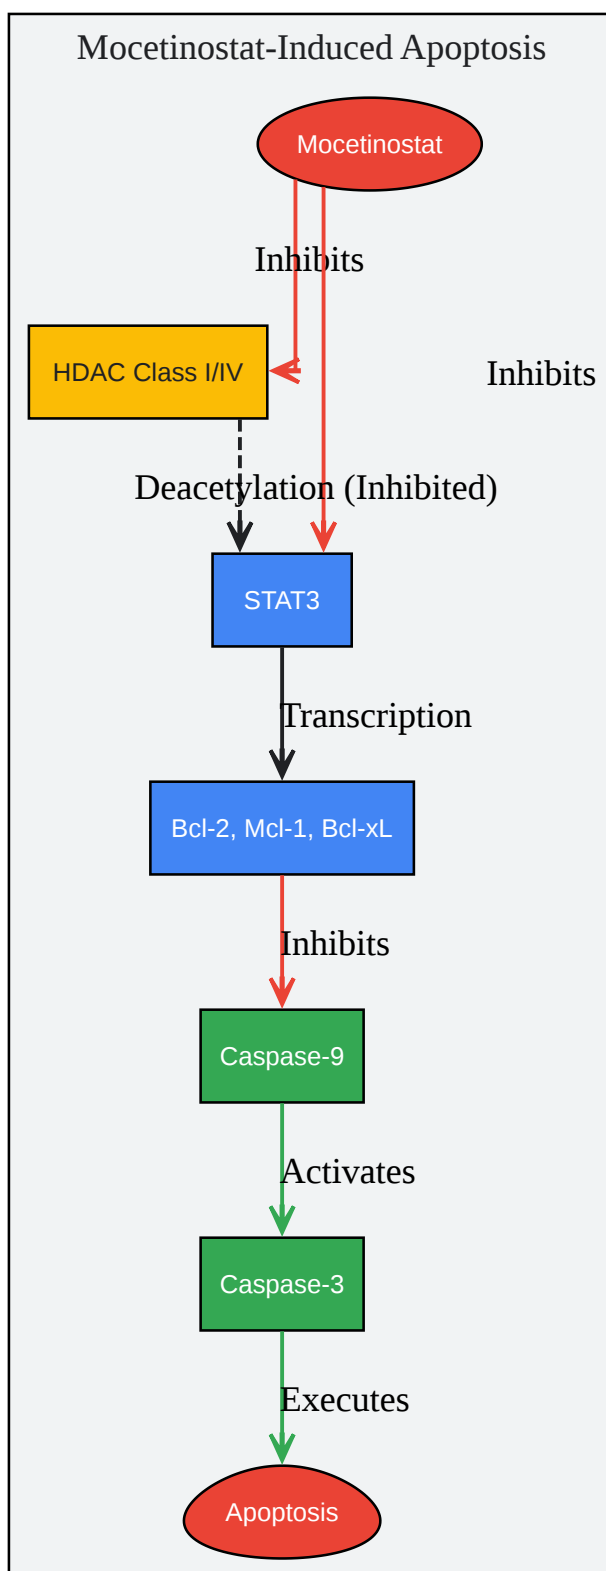 Mocetinostat-Induced Apoptosis
Mocetinostat
Inhibits
HDAC Class I/IV
Inhibits
Deacetylation (Inhibited)
STAT3
Transcription
Bcl-2, Mcl-1, Bcl-xL
Inhibits
Caspase-9
Activates
Caspase-3
Executes
Apoptosis